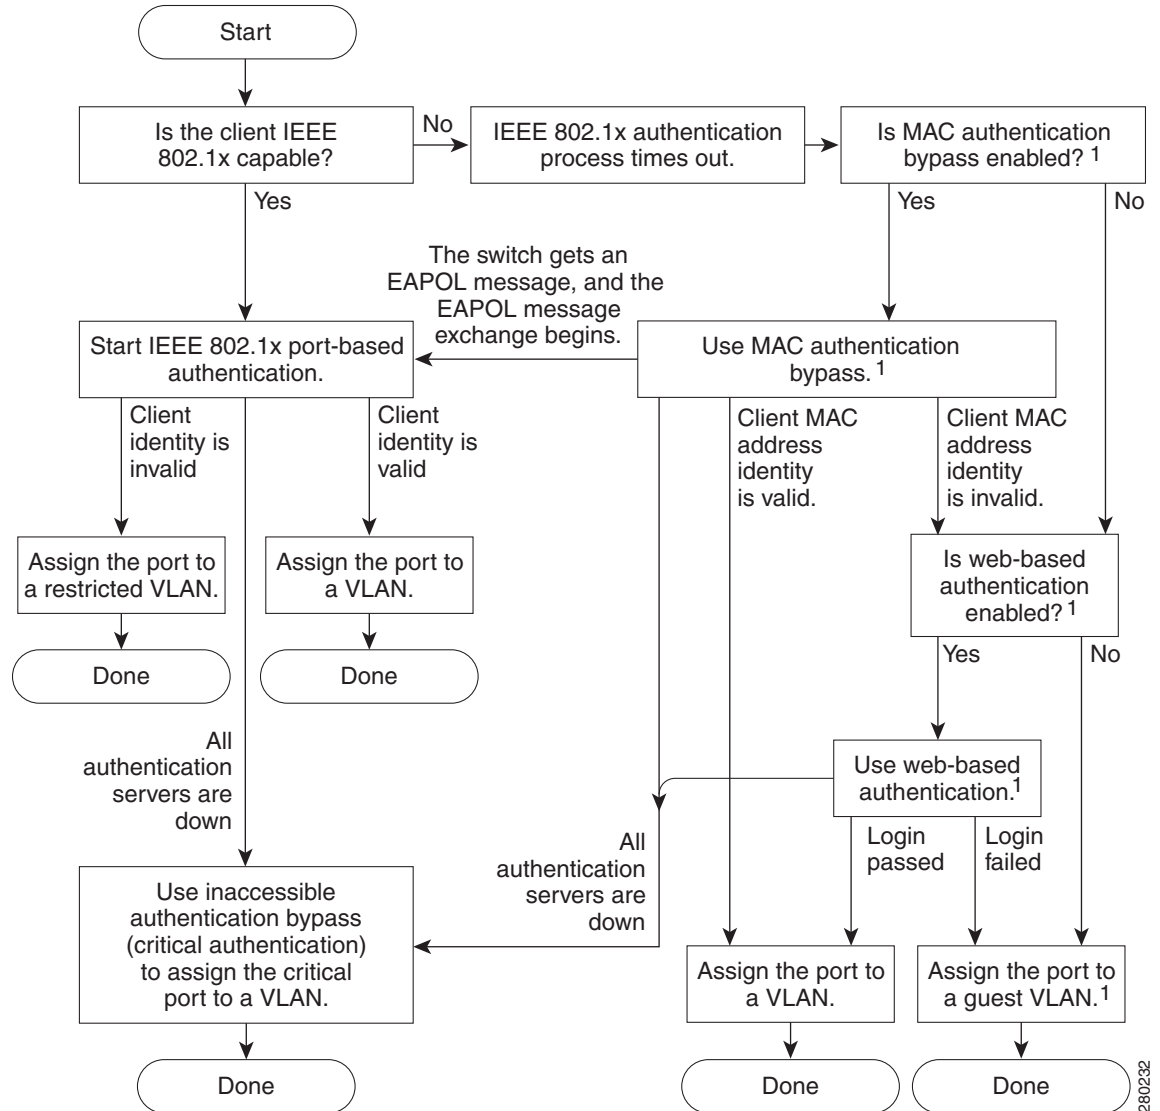 Start
Is the client IEEE
802.1x capable?
No
IEEE 802.1x authentication
process times out.
Is MAC authentication
bypass enabled? 1
Yes
Yes
No
The switch gets an
EAPOL message, and the
EAPOL message
exchange begins.
Start IEEE 802.1x port-based
authentication.
Use MAC authentication
bypass. 1
Client
identity is
invalid
Client
identity is
valid
Client MAC
address
identity
is valid.
Client MAC
address
identity
is invalid.
Assign the port to
a restricted VLAN.
Assign the port to
a VLAN.
Is web-based
authentication
enabled? 1
Done
Done
Yes
No
All
authentication
servers are
down
Use web-based
authentication.1
Login
passed
Login
failed
All
authentication
servers are
down
Use inaccessible
authentication bypass
(critical authentication)
to assign the critical
port to a VLAN.
Assign the port to
a VLAN.
Assign the port to
a guest VLAN.1
Done
Done
Done
280232